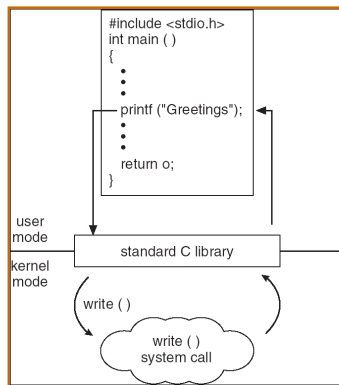 #include <stdio.h>
int main ( )
{
•
•
•
printf ("Greetings");
•
•
•
return o;
}
user
mode
standard C library
kernel
mode
write ( )
write ( )
system call